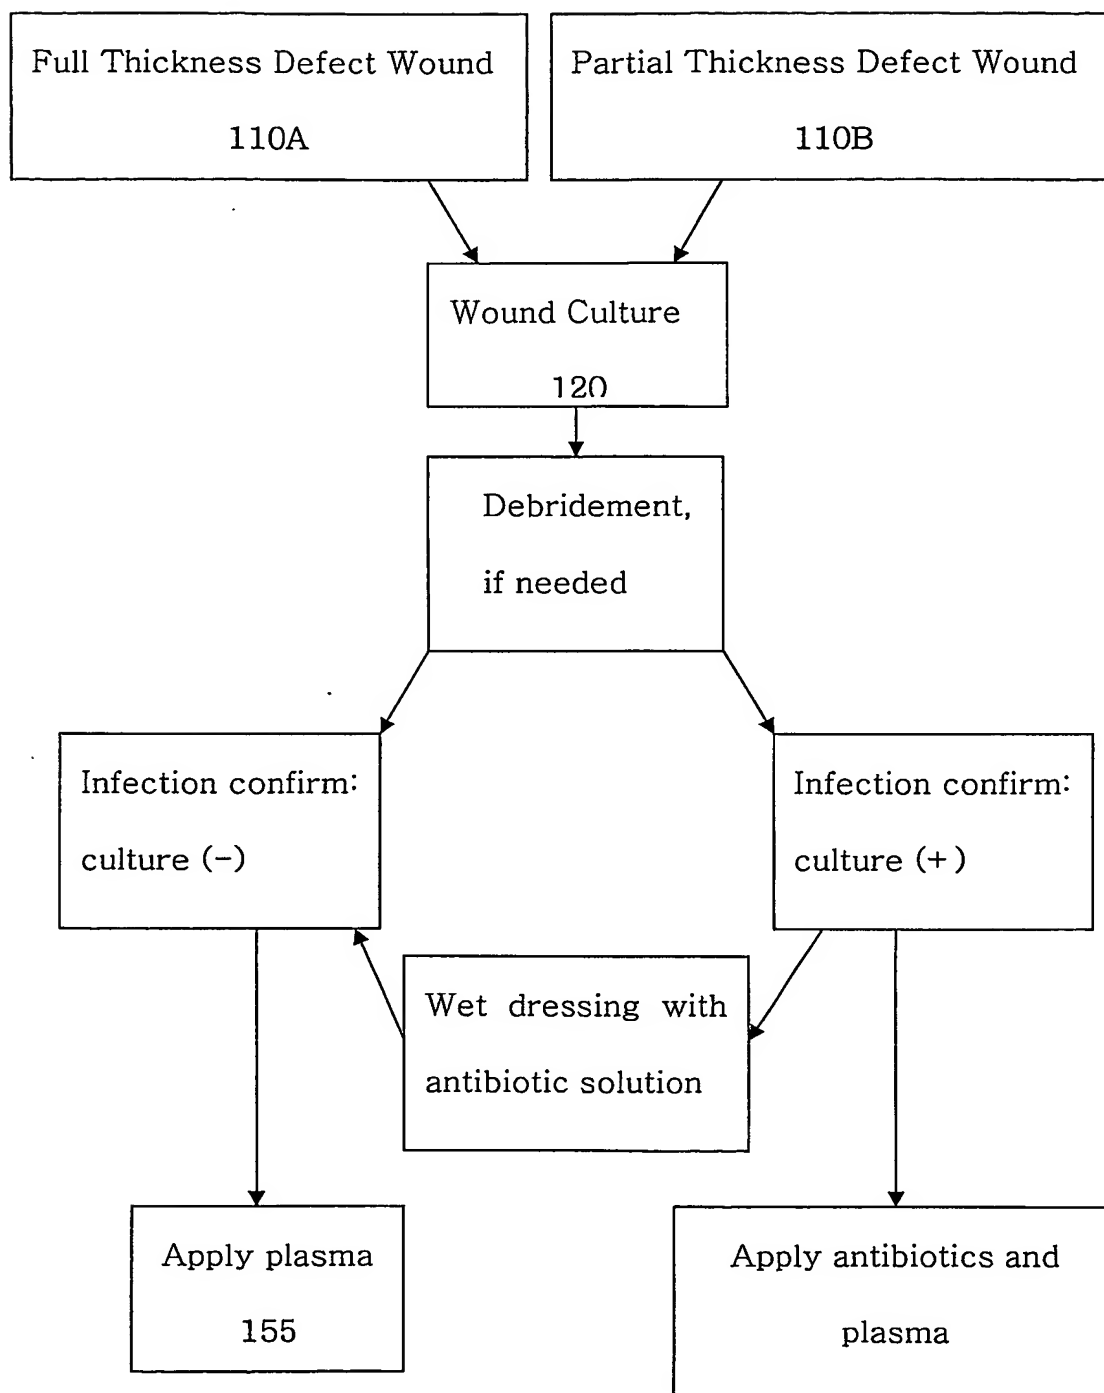 Full Thickness Defect Wound
110A
Partial Thickness Defect Wound
110B
Wound Culture
120
Debridement,
if needed
Infection confirm:
culture (-)
Infection confirm:
culture (+)
Wet dressing with
antibiotic solution
Apply plasma
155
Apply antibiotics and
plasma